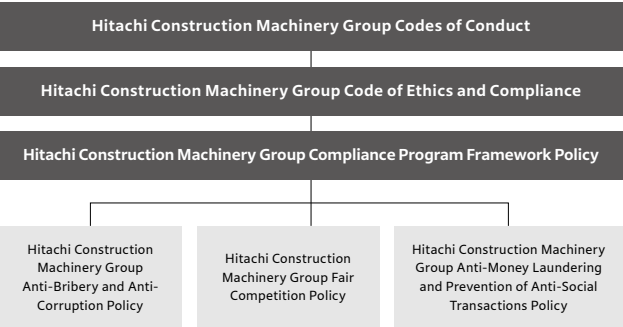 Hitachi Construction Machinery Group Codes of Conduct
Hitachi Construction Machinery Group Code of Ethics and Compliance
Hitachi Construction Machinery Group Compliance Program Framework Policy
Hitachi Construction
Machinery Group
Anti-Bribery and Anti-
Corruption Policy
Hitachi Construction
Machinery Group Fair
Competition Policy
Hitachi Construction Machinery
Group Anti-Money Laundering
and Prevention of Anti-Social
Transactions Policy